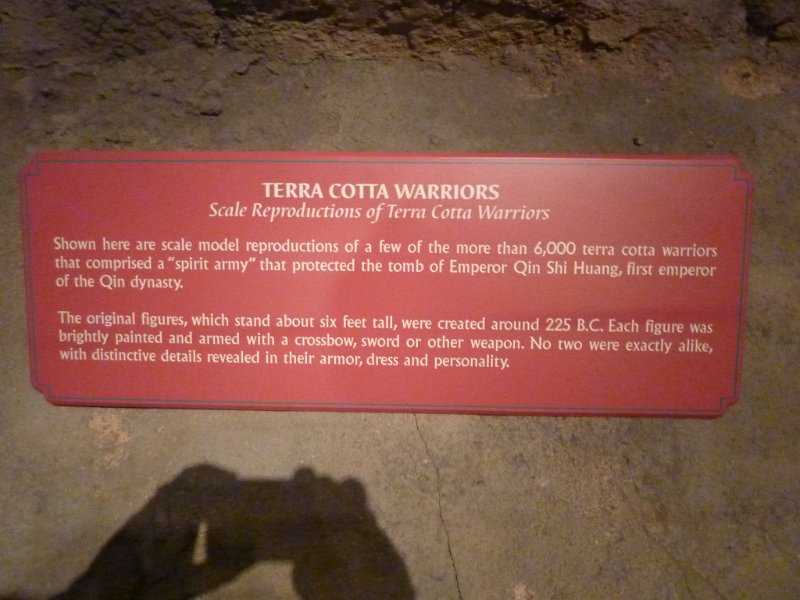 TERRA COTTA WARRIORS
Scale Reproductions of Terra Cotta Warriors
Shown here are scale model reproductions of a few of the more than 6,000 terra cotta warriors
that comprised a "spirit army" that protected the tomb of Emperor Qin Shi Huang, first emperor
of the Qin dynasty.
The original figures, which stand about six feet tall, were created around 225 B.C. Each figure was
brightly painted and armed with a crossbow, sword or other weapon. No two were exactly alike,
with distinctive details revealed in their armor, dress and personality.